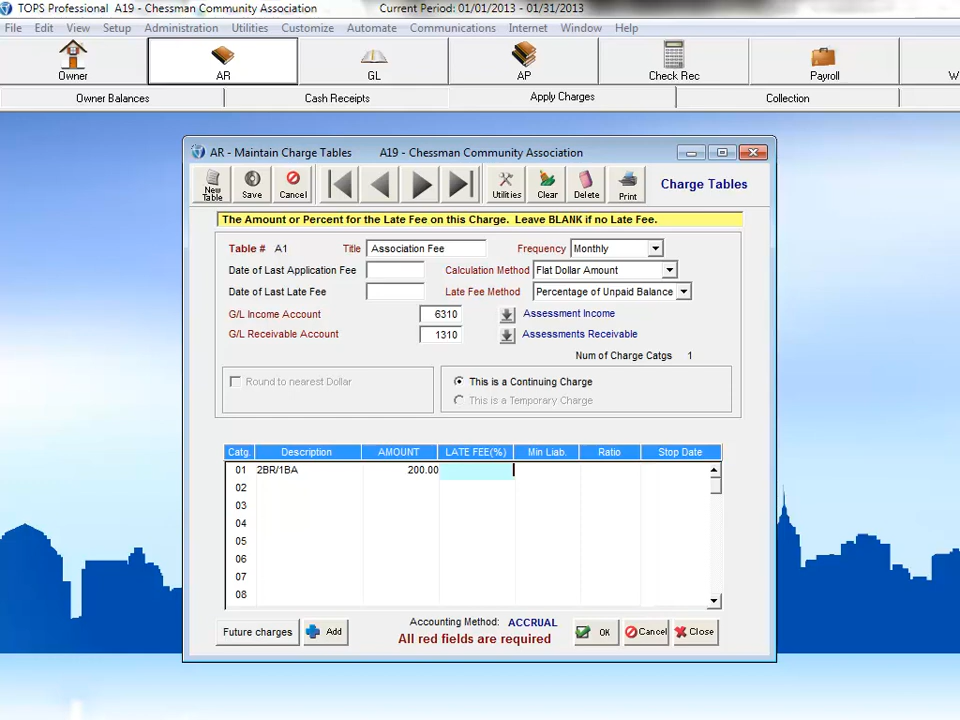 TOPS Professional A19 - Chessman Community Association Current Period: 01/01/2013 - 01/31/2013
File Edit View Setup Administration Utilities Customize Automate Communications Internet Window Help
Owner AR GL AP Check Rec Payroll W
Owner Balances Cash Receipts Apply Charges Collection
AR - Maintain Charge Tables A19 - Chessman Community Association
New Table Save Cancel Utilities Clear Delete Print Charge Tables
The Amount or Percent for the Late Fee on this Charge. Leave BLANK if no Late Fee.
Table # A1 Title Association Fee Frequency Monthly
Date of Last Application Fee Calculation Method Flat Dollar Amount
Date of Last Late Fee Late Fee Method Percentage of Unpaid Balance
G/L Income Account 6310 Assessment Income
G/L Receivable Account 1310 Assessments Receivable
Num of Charge Catgs 1
Round to nearest Dollar This is a Continuing Charge
This is a Temporary Charge
Catg. Description AMOUNT LATE FEE(%) Min Liab. Ratio Stop Date
01 2BR/1BA 200.00
02
03
04
05
06
07
08
Future charges Add Accounting Method: ACCRUAL OK Cancel Close
All red fields are required